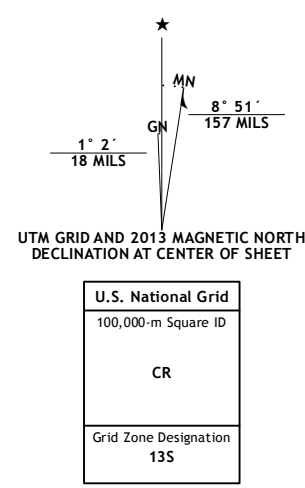 ★
MN
8° 51´
157 MILS
GN
1° 2´
18 MILS
UTM GRID AND 2013 MAGNETIC NORTH
DECLINATION AT CENTER OF SHEET
U.S. National Grid
100,000-m Square ID
CR
Grid Zone Designation
13S